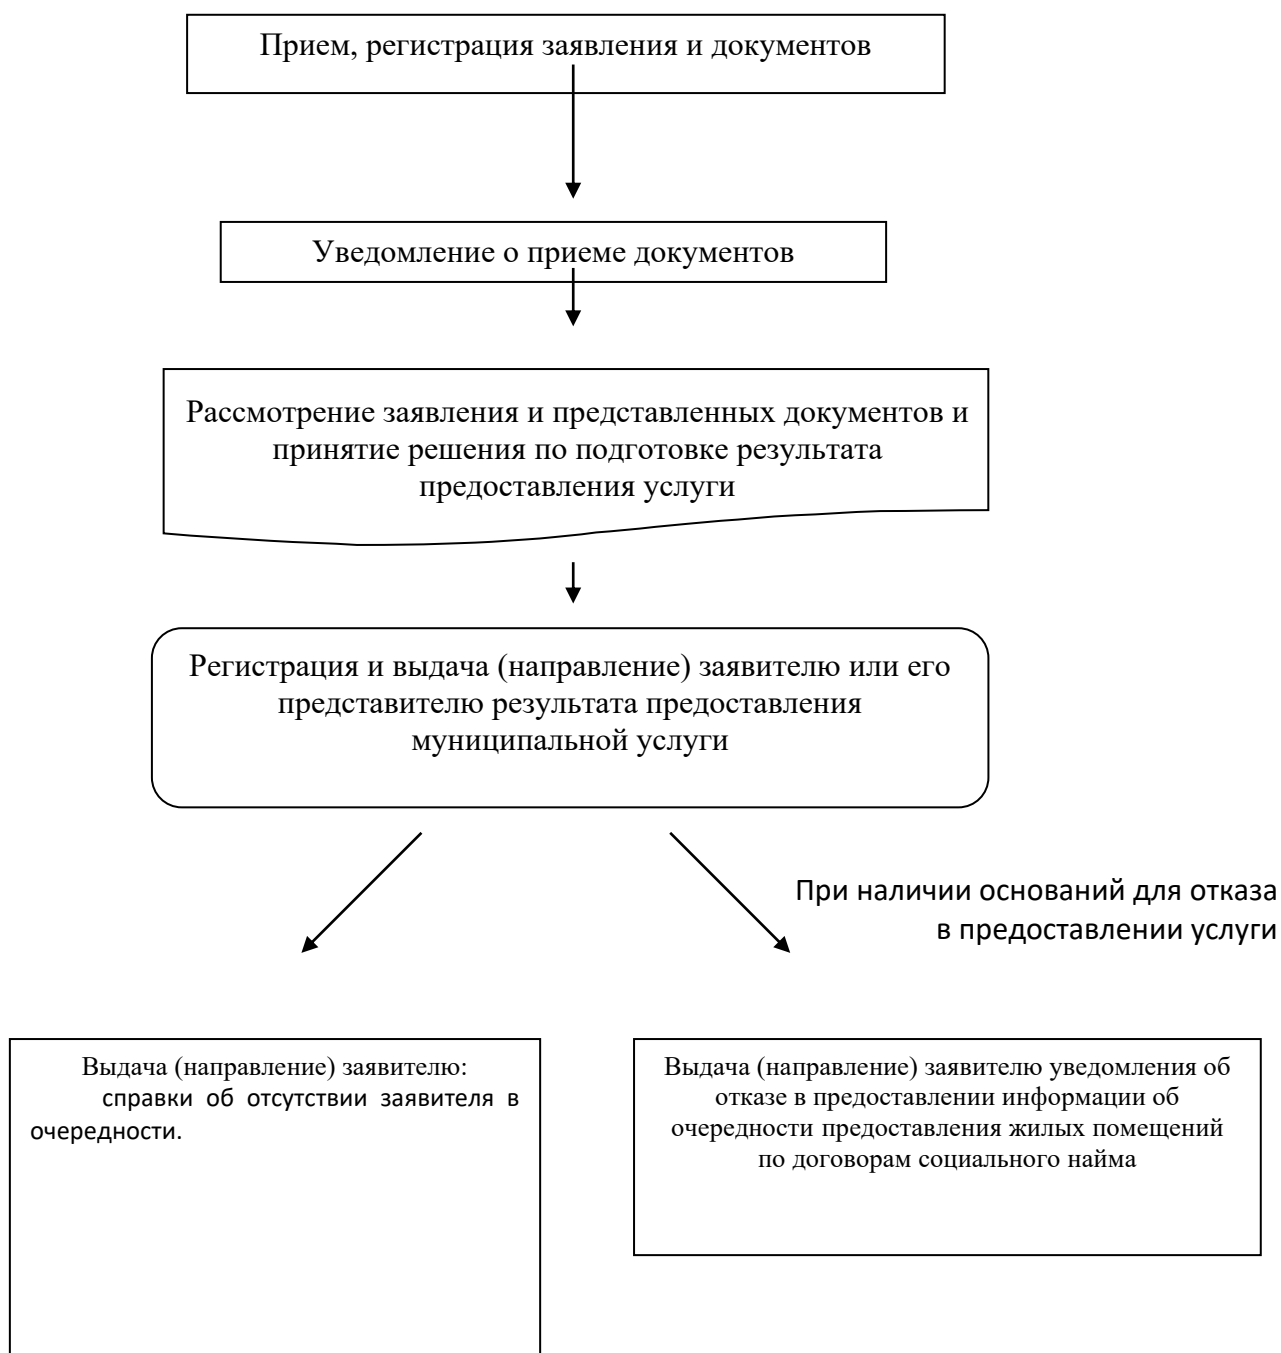 Прием, регистрация заявления и документов
Уведомление о приеме документов
Рассмотрение заявления и представленных документов и
принятие решения по подготовке результата
предоставления услуги
Регистрация и выдача (направление) заявителю или его
представителю результата предоставления
муниципальной услуги
При наличии оснований для отказа
в предоставлении услуги
Выдача (направление) заявителю:
справки об отсутствии заявителя в
очередности.
Выдача (направление) заявителю уведомления об
отказе в предоставлении информации об
очередности предоставления жилых помещений
по договорам социального найма